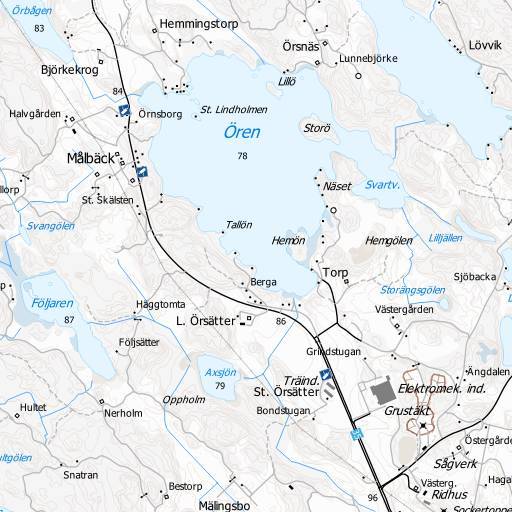 Örbågen
83
Hemmingstorp
Örsnäs
Lövvik
Lunnebjörke
Björkekrog
Lillö
84
St. Lindholmen
Halvgården
Örnsborg
Ören
Storö
Målbäck
78
Näset
Svartv.
St. Skälsten
Svangölen
Tallön
Hemön
Hemgölen
Lilljällen
Torp
Sjöbacka
Berga
Storängsgölen
Följaren
Häggtomta
87
L. Örsätter
86
Västergården
Följsätter
Grindstugan
Axsjön
79
Träind.
Ängdalen
St. Örsätter
Elektromek. ind.
Oppholm
Hultet
Nerholm
Bondstugan
Grustäkt
Östergården
Sågverk
Snatran
Bestorp
Västerg.
Ridhus
Mälingsbo
96
Sockertoppe